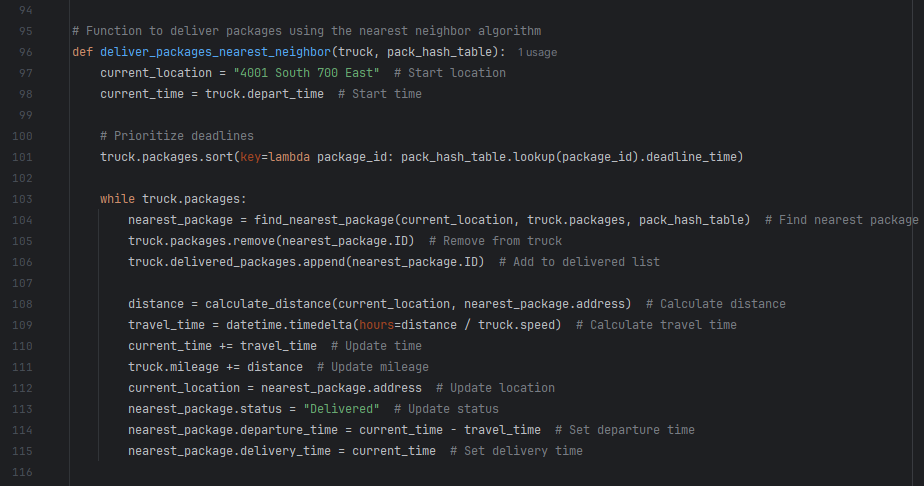 94
95 # Function to deliver packages using the nearest neighbor algorithm
96 def deliver_packages_nearest_neighbor(truck, pack_hash_table): 1 usage
97     current_location = "4001 South 700 East"  # Start location
98     current_time = truck.depart_time  # Start time
99
100     # Prioritize deadlines
101     truck.packages.sort(key=lambda package_id: pack_hash_table.lookup(package_id).deadline_time)
102
103     while truck.packages:
104         nearest_package = find_nearest_package(current_location, truck.packages, pack_hash_table)  # Find nearest package
105         truck.packages.remove(nearest_package.ID)  # Remove from truck
106         truck.delivered_packages.append(nearest_package.ID)  # Add to delivered list
107
108         distance = calculate_distance(current_location, nearest_package.address)  # Calculate distance
109         travel_time = datetime.timedelta(hours=distance / truck.speed)  # Calculate travel time
110         current_time += travel_time  # Update time
111         truck.mileage += distance  # Update mileage
112         current_location = nearest_package.address  # Update location
113         nearest_package.status = "Delivered"  # Update status
114         nearest_package.departure_time = current_time - travel_time  # Set departure time
115         nearest_package.delivery_time = current_time  # Set delivery time
116